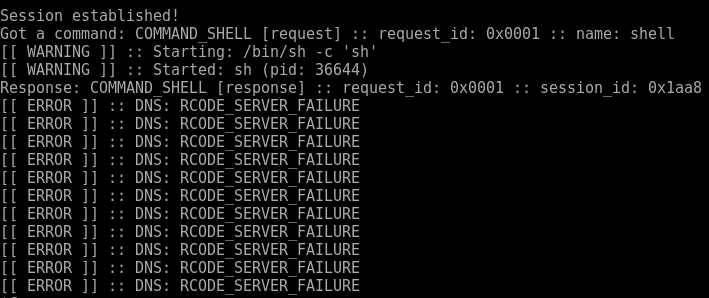 Session established!
Got a command: COMMAND_SHELL [request] :: request_id: 0x0001 :: name: shell
[[ WARNING ]] :: Starting: /bin/sh -c 'sh'
[[ WARNING ]] :: Started: sh (pid: 36644)
Response: COMMAND_SHELL [response] :: request_id: 0x0001 :: session_id: 0x1aa8
[[ ERROR ]] :: DNS: RCODE_SERVER_FAILURE
[[ ERROR ]] :: DNS: RCODE_SERVER_FAILURE
[[ ERROR ]] :: DNS: RCODE_SERVER_FAILURE
[[ ERROR ]] :: DNS: RCODE_SERVER_FAILURE
[[ ERROR ]] :: DNS: RCODE_SERVER_FAILURE
[[ ERROR ]] :: DNS: RCODE_SERVER_FAILURE
[[ ERROR ]] :: DNS: RCODE_SERVER_FAILURE
[[ ERROR ]] :: DNS: RCODE_SERVER_FAILURE
[[ ERROR ]] :: DNS: RCODE_SERVER_FAILURE
[[ ERROR ]] :: DNS: RCODE_SERVER_FAILURE
[[ ERROR ]] :: DNS: RCODE_SERVER_FAILURE